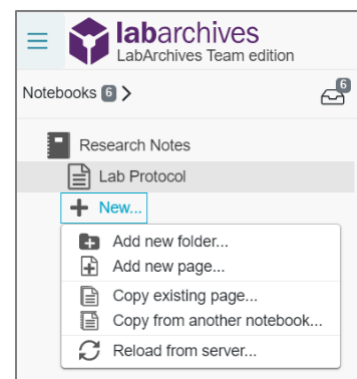 labarchives
LabArchives Team edition
Notebooks 6 >
6
Research Notes
Lab Protocol
+ New...
Add new folder...
Add new page...
Copy existing page...
Copy from another notebook...
Reload from server...